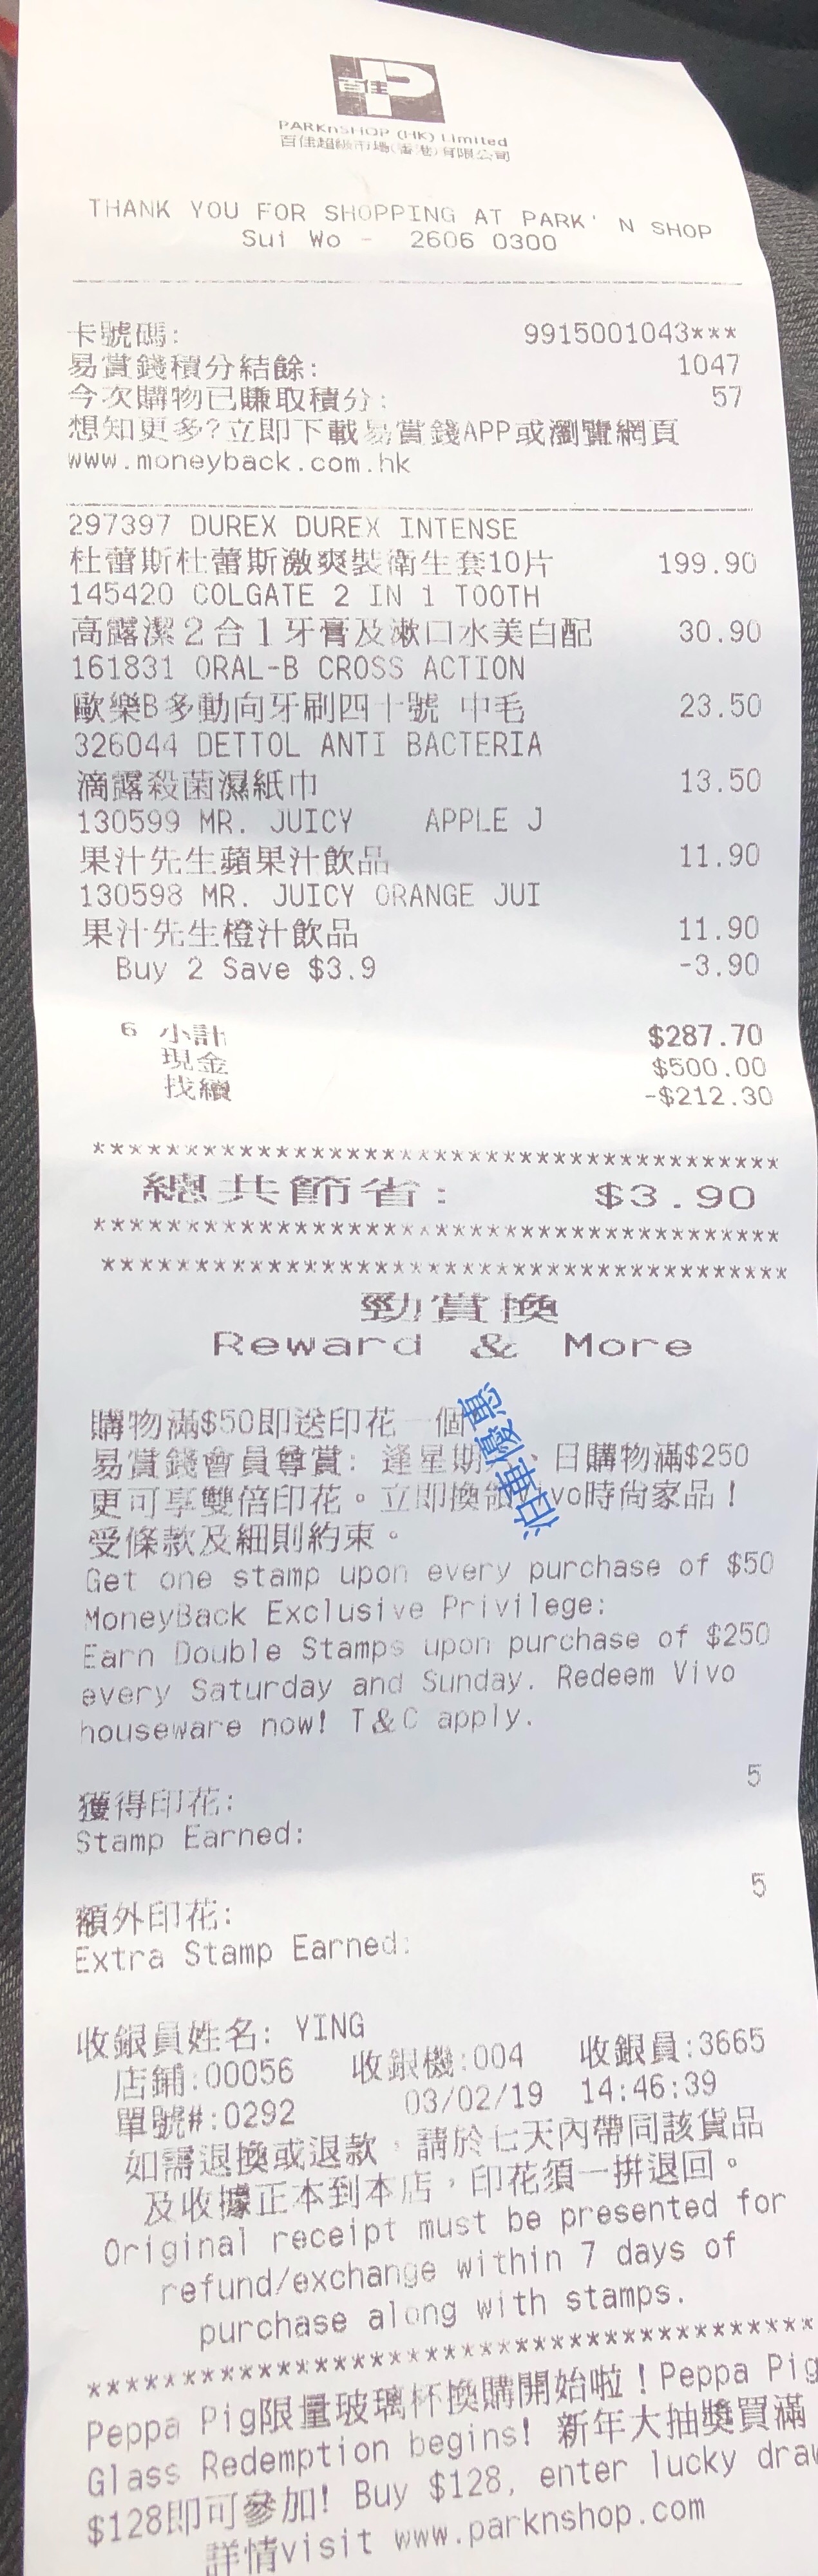 百佳
PARKnSHOP (HK) Limited
百佳超級市場(香港)有限公司
THANK YOU FOR SHOPPING AT PARK' N SHOP
Sui Wo - 2606 0300
卡號碼: 9915001043***
易賞錢積分結餘: 1047
今次購物已賺取積分: 57
想知更多?立即下載易賞錢APP或瀏覽網頁
www.moneyback.com.hk
297397 DUREX DUREX INTENSE
杜蕾斯杜蕾斯激爽裝衛生套10片 199.90
145420 COLGATE 2 IN 1 TOOTH
高露潔2合1牙膏及漱口水美白配 30.90
161831 ORAL-B CROSS ACTION
歐樂B多動向牙刷四十號 中毛 23.50
326044 DETTOL ANTI BACTERIA
滴露殺菌濕紙巾 13.50
130599 MR. JUICY APPLE J
果汁先生蘋果汁飲品 11.90
130598 MR. JUICY ORANGE JUI
果汁先生橙汁飲品 11.90
Buy 2 Save $3.9 -3.90
6 小計 $287.70
現金 $500.00
找續 -$212.30
****************************************
總共節省: $3.90
****************************************
****************************************
勁賞換
Reward & More
購物滿$50即送印花一個
易賞錢會員尊賞: 逢星期、日購物滿$250
更可享雙倍印花。立即換領Vivo時尚家品!
受條款及細則約束。
泊車優惠
Get one stamp upon every purchase of $50
MoneyBack Exclusive Privilege:
Earn Double Stamps upon purchase of $250
every Saturday and Sunday. Redeem Vivo
houseware now! T&C apply.
獲得印花: 5
Stamp Earned:
額外印花: 5
Extra Stamp Earned:
收銀員姓名: YING
店鋪:00056 收銀機:004 收銀員:3665
單號#:0292 03/02/19 14:46:39
如需退換或退款，請於七天內帶同該貨品
及收據正本到本店，印花須一拼退回。
Original receipt must be presented for
refund/exchange within 7 days of
purchase along with stamps.
****************************************
Peppa Pig限量玻璃杯換購開始啦！Peppa Pig
Glass Redemption begins! 新年大抽獎買滿
$128即可參加! Buy $128, enter lucky draw
詳情visit www.parknshop.com